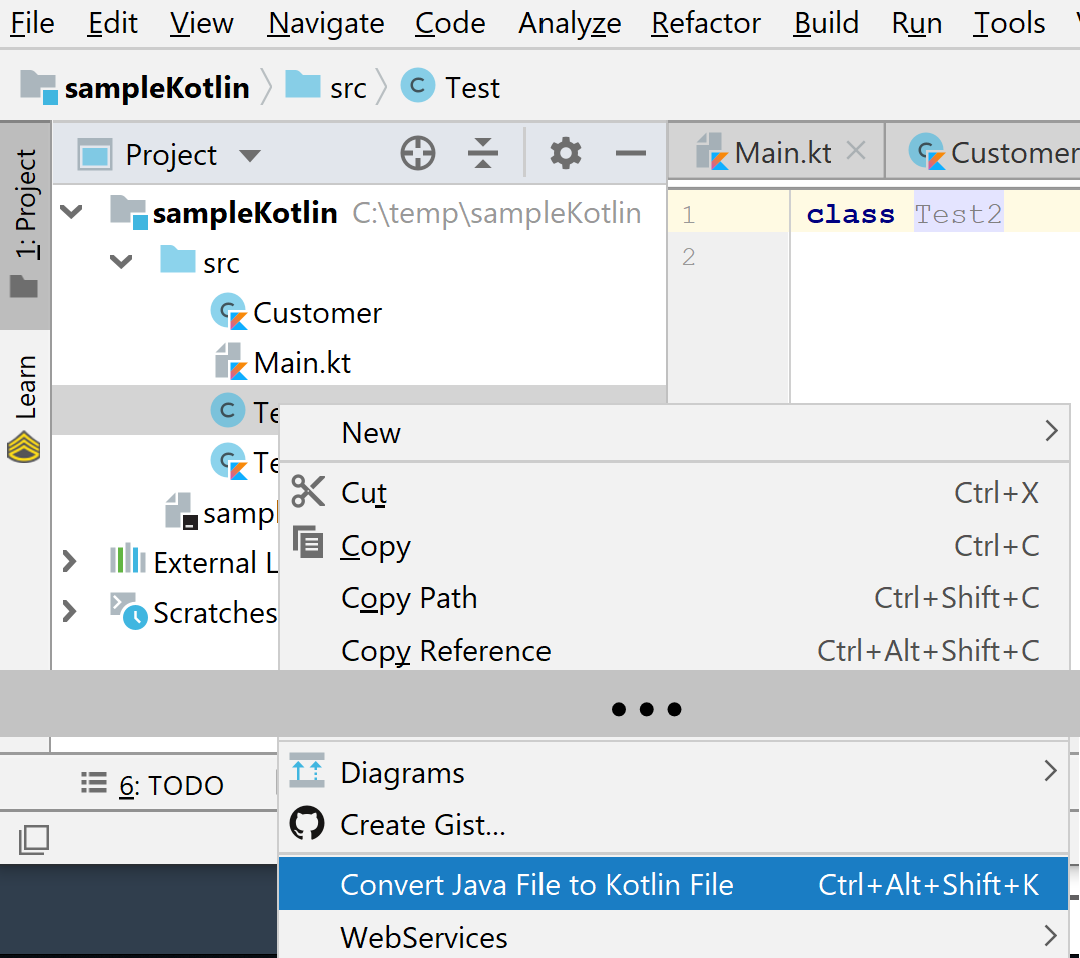 File Edit View Navigate Code Analyze Refactor Build Run Tools
sampleKotlin src C Test
1: Project
Project
Main.kt
Customer
sampleKotlin C:\temp\sampleKotlin
1 class Test2
src
2
Customer
Learn
Main.kt
Te
Te
sampl
External L
Scratches
New
Cut Ctrl+X
Copy Ctrl+C
Copy Path Ctrl+Shift+C
Copy Reference Ctrl+Alt+Shift+C
6: TODO
Diagrams
Create Gist...
Convert Java File to Kotlin File Ctrl+Alt+Shift+K
WebServices